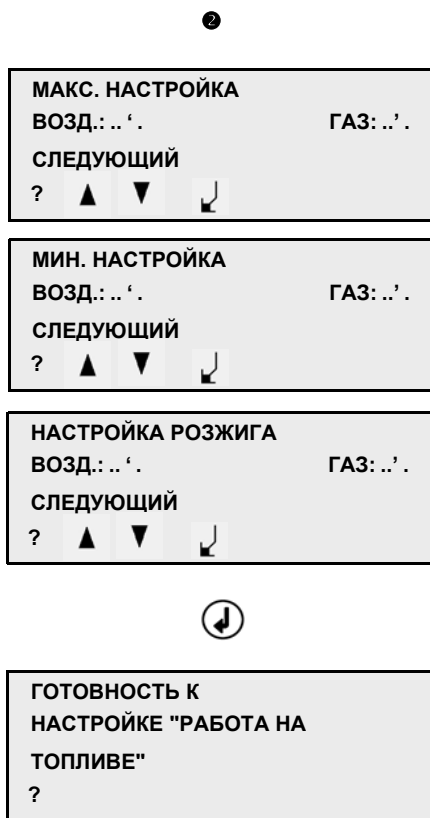 ❷
МАКС. НАСТРОЙКА
ВОЗД.: .. ‘ . ГАЗ: ..’ .
СЛЕДУЮЩИЙ
? ▲ ▼
МИН. НАСТРОЙКА
ВОЗД.: .. ‘ . ГАЗ: ..’ .
СЛЕДУЮЩИЙ
? ▲ ▼
НАСТРОЙКА РОЗЖИГА
ВОЗД.: .. ‘ . ГАЗ: ..’ .
СЛЕДУЮЩИЙ
? ▲ ▼
ГОТОВНОСТЬ К
НАСТРОЙКЕ "РАБОТА НА
ТОПЛИВЕ"
?